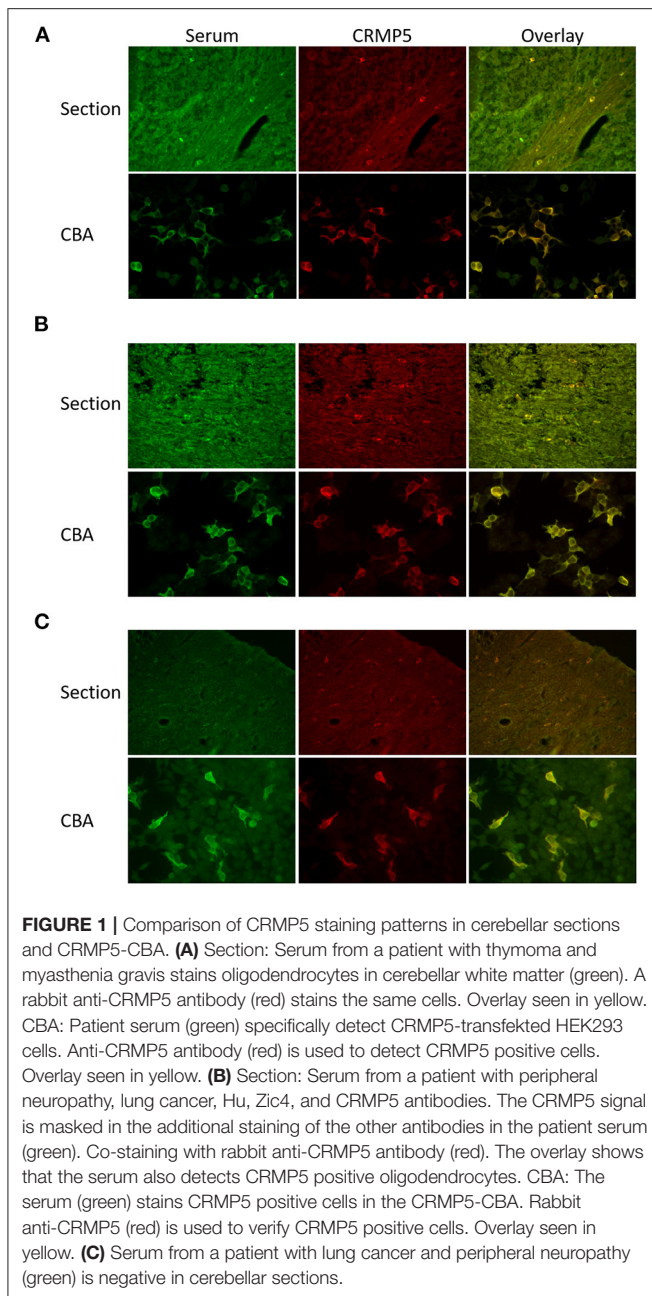 A
Serum CRMP5 Overlay
Section
CBA
B
Section
CBA
C
Section
CBA
FIGURE 1 | Comparison of CRMP5 staining patterns in cerebellar sections
and CRMP5-CBA. (A) Section: Serum from a patient with thymoma and
myasthenia gravis stains oligodendrocytes in cerebellar white matter (green). A
rabbit anti-CRMP5 antibody (red) stains the same cells. Overlay seen in yellow.
CBA: Patient serum (green) specifically detect CRMP5-transfekted HEK293
cells. Anti-CRMP5 antibody (red) is used to detect CRMP5 positive cells.
Overlay seen in yellow. (B) Section: Serum from a patient with peripheral
neuropathy, lung cancer, Hu, Zic4, and CRMP5 antibodies. The CRMP5 signal
is masked in the additional staining of the other antibodies in the patient serum
(green). Co-staining with rabbit anti-CRMP5 antibody (red). The overlay shows
that the serum also detects CRMP5 positive oligodendrocytes. CBA: The
serum (green) stains CRMP5 positive cells in the CRMP5-CBA. Rabbit
anti-CRMP5 (red) is used to verify CRMP5 positive cells. Overlay seen in
yellow. (C) Serum from a patient with lung cancer and peripheral neuropathy
(green) is negative in cerebellar sections.